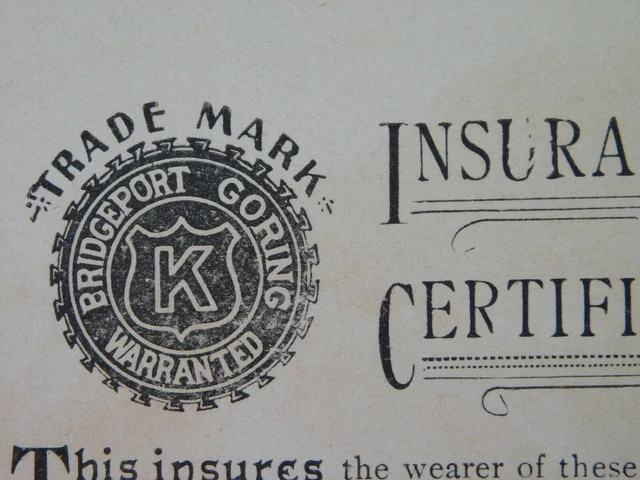 TRADE MARK
BRIDGEPORT GORING
K
WARRANTED
INSURA
CERTIFI
This insures the wearer of these